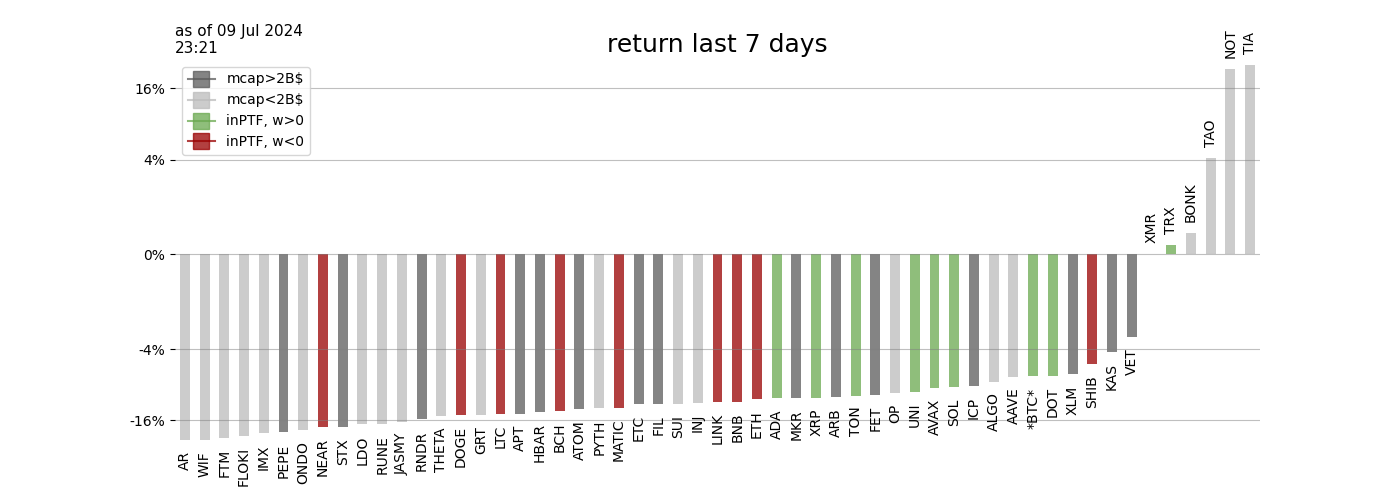 as of 09 Jul 2024
23:21
return last 7 days
mcap>2B$
mcap<2B$
inPTF, w>0
inPTF, w<0
16%
4%
0%
-4%
-16%
AR
WIF
FTM
FLOKI
IMX
PEPE
ONDO
NEAR
STX
LDO
RUNE
JASMY
RNDR
THETA
DOGE
GRT
LTC
APT
HBAR
BCH
ATOM
PYTH
MATIC
ETC
FIL
SUI
INJ
LINK
BNB
ETH
ADA
MKR
XRP
ARB
TON
FET
OP
UNI
AVAX
SOL
ICP
ALGO
AAVE
*BTC*
DOT
XLM
SHIB
KAS
VET
XMR
TRX
BONK
TAO
NOT
TIA